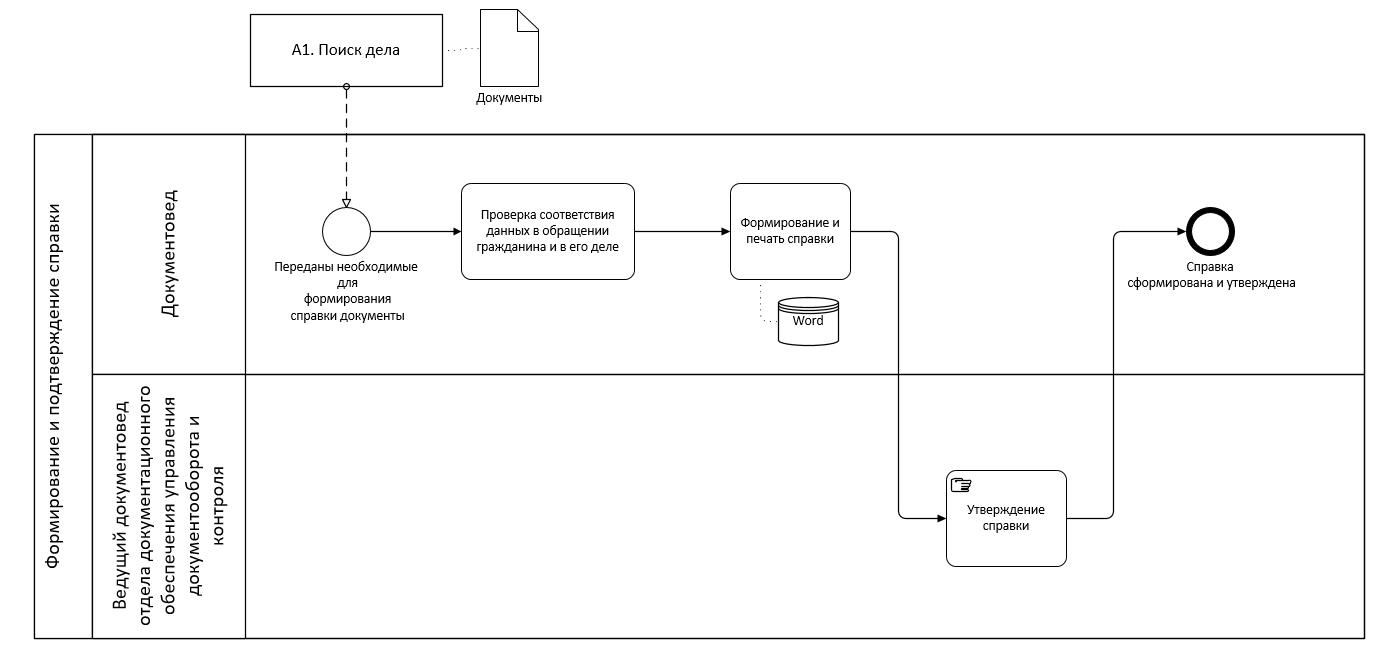 А1. Поиск дела
Документы
Формирование и подтверждение справки
Документовед
Переданы необходимые
для
формирования
справки документы
Проверка соответствия
данных в обращении
гражданина и в его деле
Формирование и
печать справки
Word
Справка
сформирована и утверждена
Ведущий документовед
отдела документационного
обеспечения управления
документооборота и
контроля
Утверждение
справки